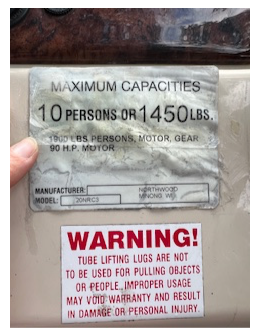 MAXIMUM CAPACITIES
10 PERSONS OR 1450 LBS.
1900 LBS PERSONS, MOTOR, GEAR
90 H.P. MOTOR
MANUFACTURER: NORTHWOOD
MODEL: 20NRC3 MINONG, WI.
WARNING!
TUBE LIFTING LUGS ARE NOT
TO BE USED FOR PULLING OBJECTS
OR PEOPLE. IMPROPER USAGE
MAY VOID WARRANTY AND RESULT
IN DAMAGE OR PERSONAL INJURY.